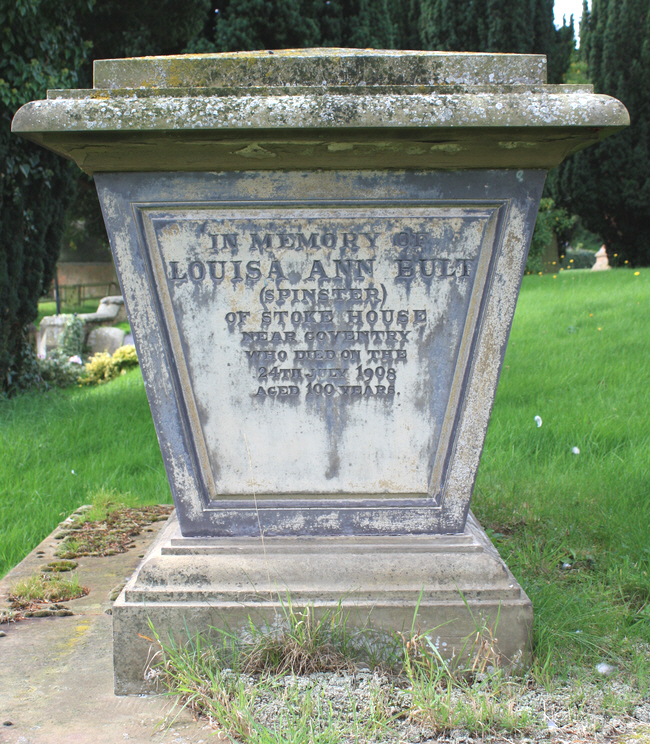 IN MEMORY OF
LOUISA ANN BULT
(SPINSTER)
OF STOKE HOUSE
NEAR COVENTRY
WHO DIED ON THE
24TH JULY 1908
AGED 100 YEARS.